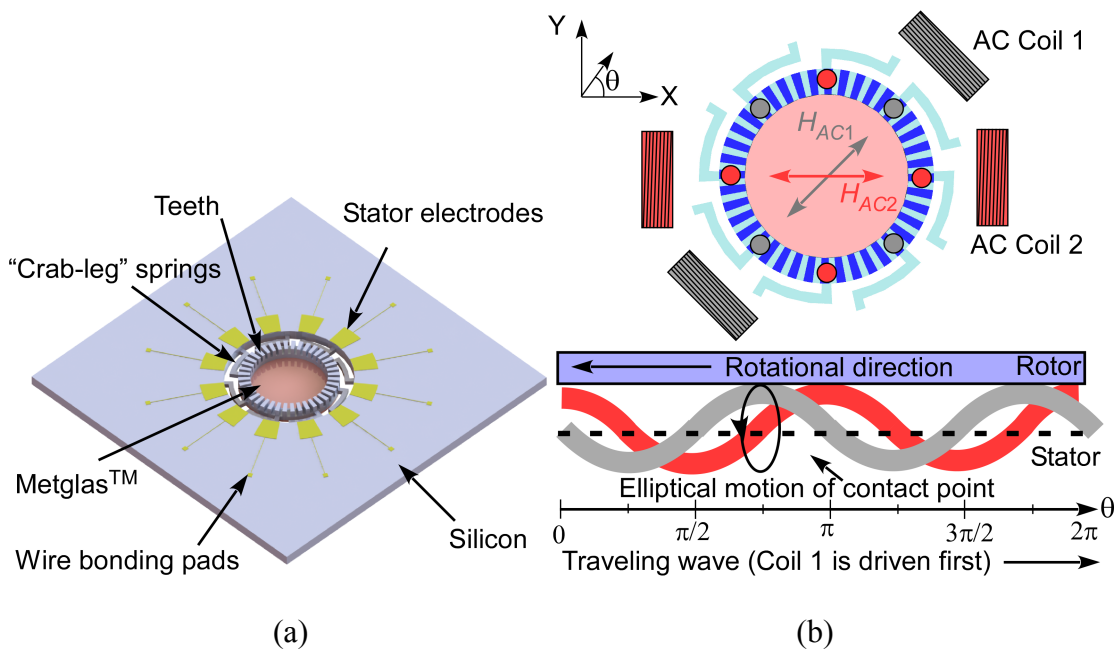 Teeth
Stator electrodes
“Crab-leg” springs
Metglas™
Wire bonding pads
Silicon
(a)
Y
θ
X
AC Coil 1
H_AC1
H_AC2
AC Coil 2
Rotational direction
Rotor
Stator
Elliptical motion of contact point
θ
0
π/2
π
3π/2
2π
Traveling wave (Coil 1 is driven first)
(b)